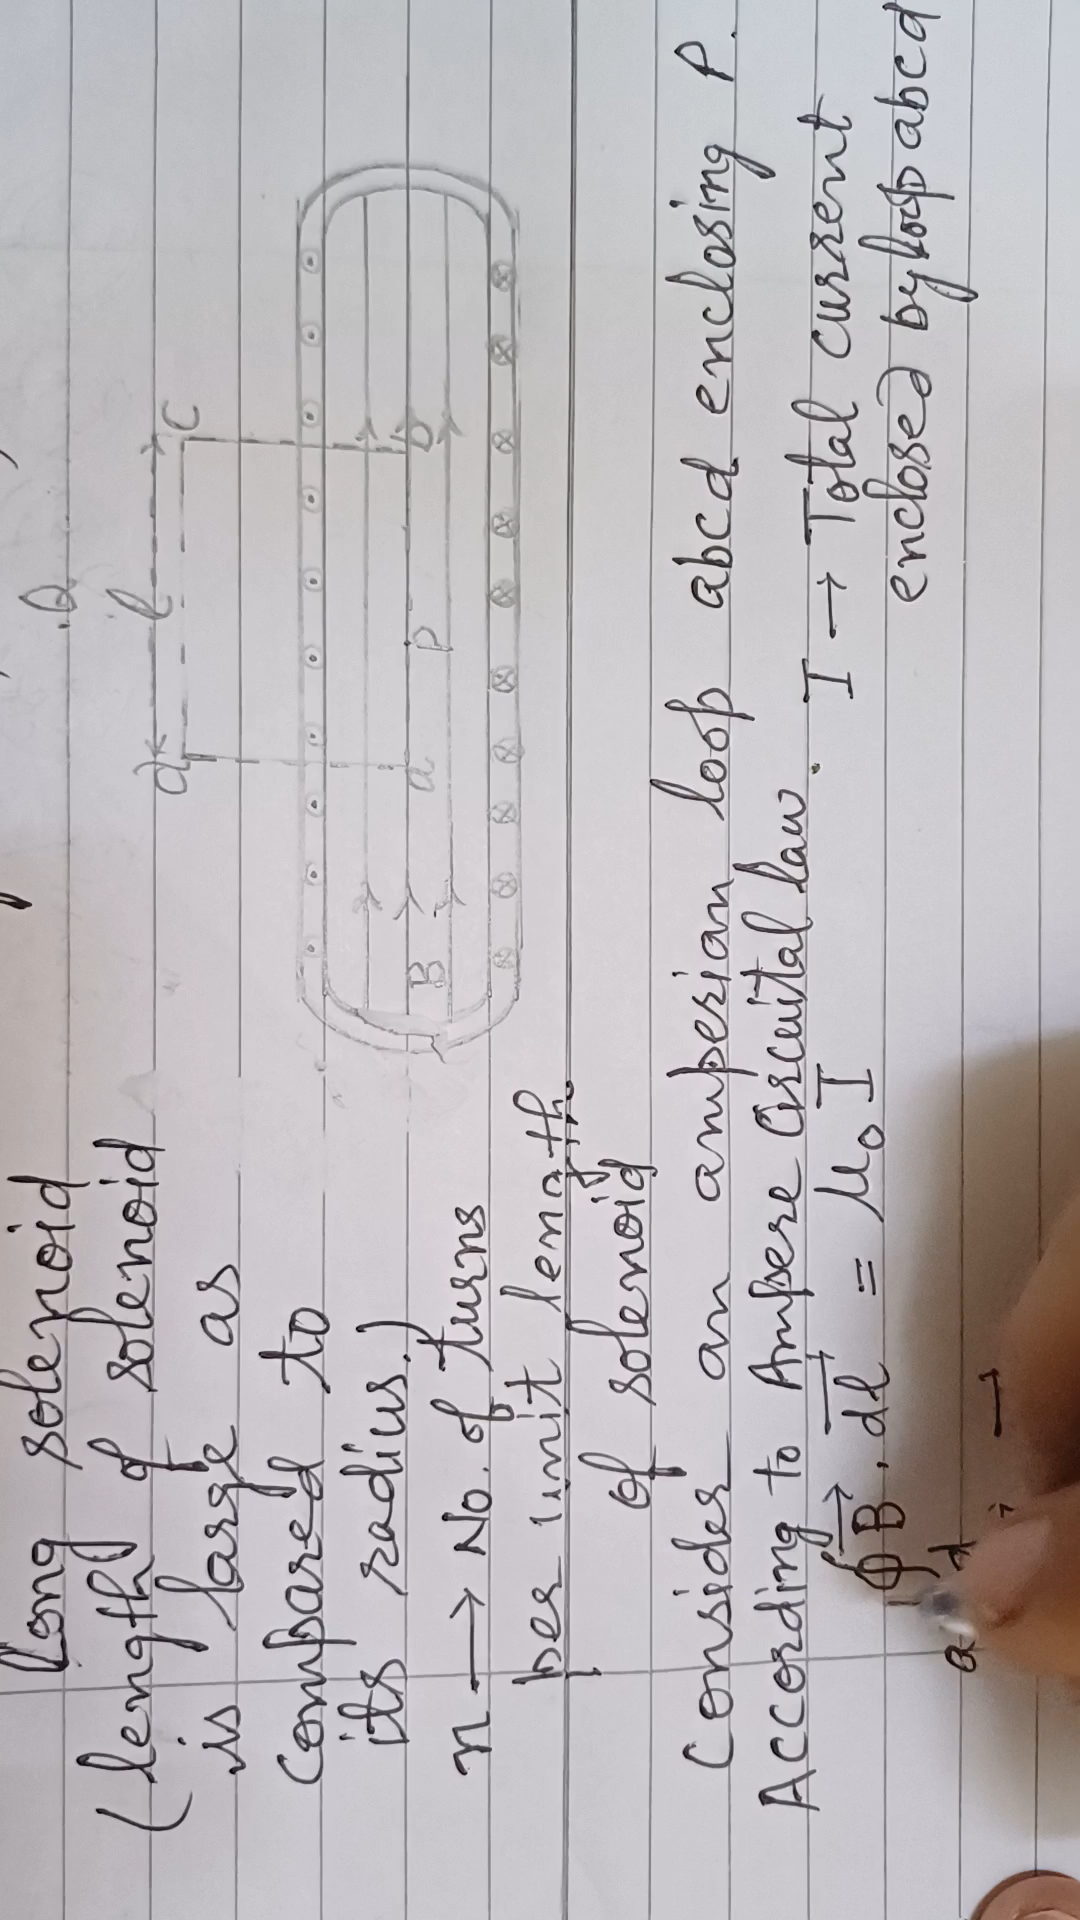 Long solenoid
(length of solenoid
is large as
compared to
its radius.)
n → No. of turns
per unit length
of solenoid
.Q
d l c
B a P b
Consider an amperian loop abcd enclosing P.
According to Ampere circuital law.
∮B⃗.dl⃗ = μ₀I
I → Total current
enclosed by loop abcd